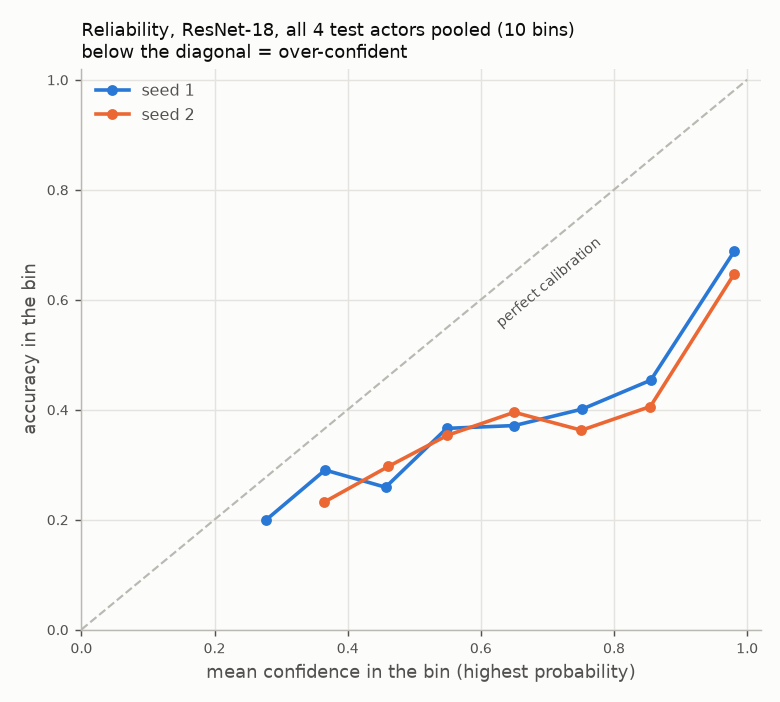 Reliability, ResNet-18, all 4 test actors pooled (10 bins)
below the diagonal = over-confident
seed 1
seed 2
perfect calibration
accuracy in the bin
1.0
0.8
0.6
0.4
0.2
0.0
0.0 0.2 0.4 0.6 0.8 1.0
mean confidence in the bin (highest probability)